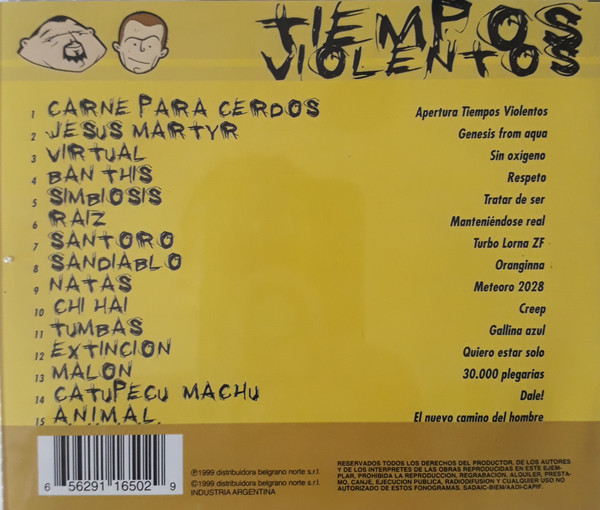 TIEMPOS
VIOLENTOS
1 CARNE PARA CERDOS Apertura Tiempos Violentos
2 JESUS MARTYR Genesis from aqua
3 VIRTUAL Sin oxígeno
4 BAN THIS Respeto
5 SIMBIOSIS Tratar de ser
6 RAIZ Manteniéndose real
7 SANTORO Turbo Lorna ZF
8 SANDIABLO Oranginna
9 NATAS Meteoro 2028
10 CHI HAI Creep
11 TUMBAS Gallina azul
12 EXTINCION Quiero estar solo
13 MALON 30.000 plegarias
14 CATUPECU MACHU Dale!
15 A.N.I.M.A.L. El nuevo camino del hombre
6 56291 16502 9
℗1999 distribuidora belgrano norte s.r.l.
©1999 distribuidora belgrano norte s.r.l.
INDUSTRIA ARGENTINA
RESERVADOS TODOS LOS DERECHOS DEL PRODUCTOR, DE LOS AUTORES
Y DE LOS INTERPRETES DE LAS OBRAS REPRODUCIDAS EN ESTE EJEM-
PLAR, PROHIBIDA LA REPRODUCCION, REGRABACION, ALQUILER, PRESTA-
MO, CANJE, EJECUCION PUBLICA, RADIODIFUSION Y CUALQUIER USO NO
AUTORIZADO DE ESTOS FONOGRAMAS. SADAIC-BIEM/AADI-CAPIF.